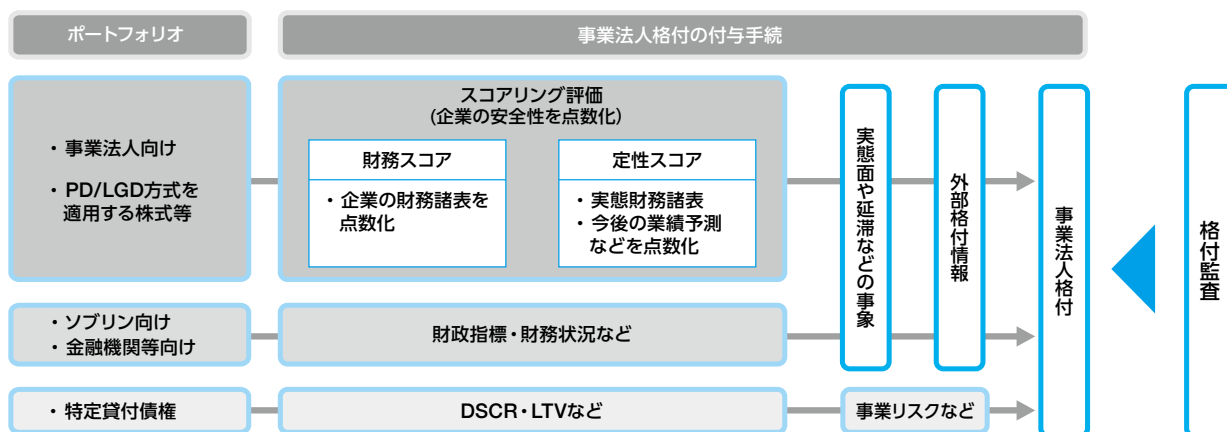 ポートフォリオ
事業法人格付の付与手続
・事業法人向け
・PD/LGD方式を
適用する株式等
スコアリング評価
(企業の安全性を点数化)
財務スコア
・企業の財務諸表を
点数化
定性スコア
・実態財務諸表
・今後の業績予測
などを点数化
実態面や延滞などの事象
外部格付情報
事業法人格付
格付監査
・ソブリン向け
・金融機関等向け
財政指標・財務状況など
・特定貸付債権
DSCR・LTVなど
事業リスクなど